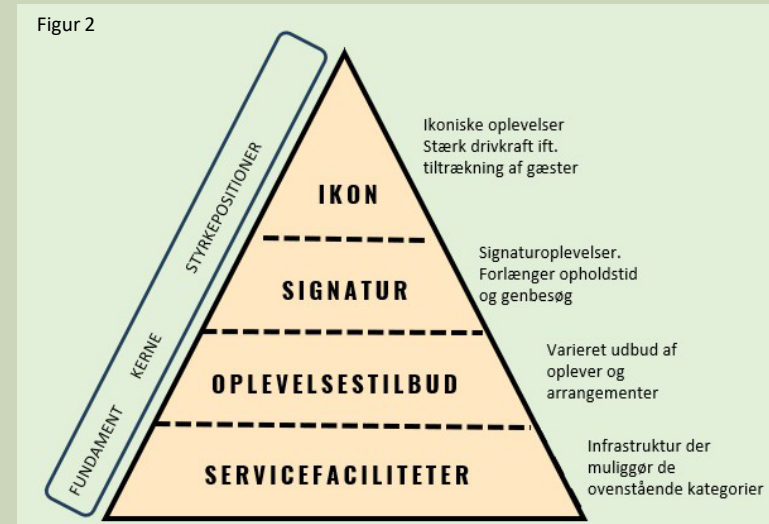 Figur 2
STYRKEPOSITIONER
KERNE
FUNDAMENT
IKON
Ikoniske oplevelser
Stærk drivkraft ift.
tiltrækning af gæster
SIGNATUR
Signaturoplevelser.
Forlænger opholdstid
og genbesøg
OPLEVELSESTILBUD
Varieret udbud af
oplever og
arrangementer
SERVICEFACILITETER
Infrastruktur der
muliggør de
ovenstående kategorier